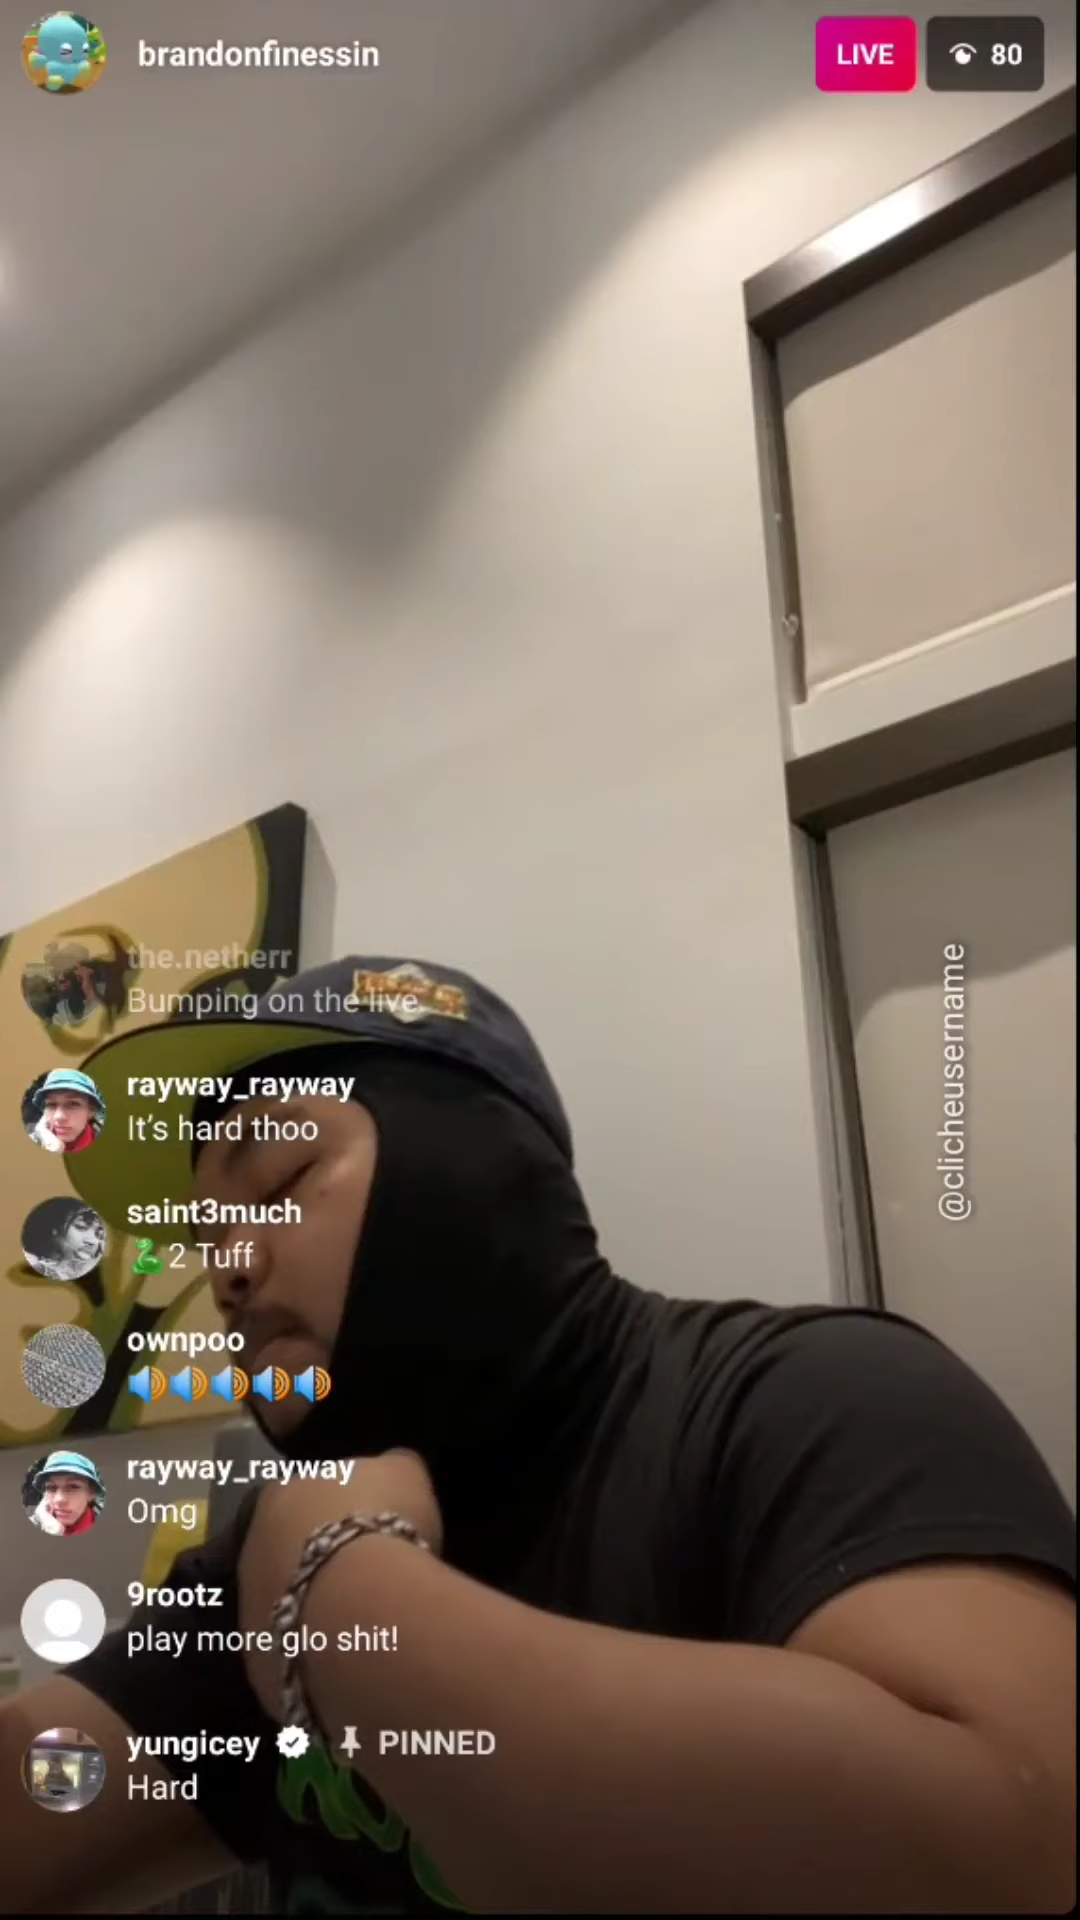 brandonfinessin
LIVE
80
the.netherr
Bumping on the live.
rayway_rayway
It’s hard thoo
saint3much
🐍2 Tuff
ownpoo
🔊🔊🔊🔊🔊
rayway_rayway
Omg
9rootz
play more glo shit!
yungicey PINNED
Hard
@clicheusername